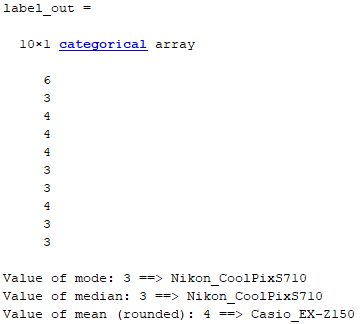 label_out =
10×1 categorical array
6
3
4
4
4
3
3
4
3
3
Value of mode: 3 ==> Nikon_CoolPixS710
Value of median: 3 ==> Nikon_CoolPixS710
Value of mean (rounded): 4 ==> Casio_EX-Z150